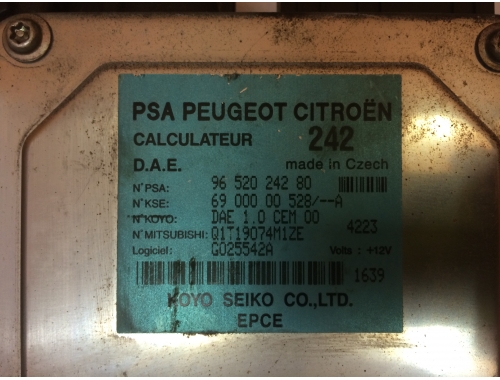 PSA PEUGEOT CITROËN
CALCULATEUR 242
D.A.E. made in Czech
N°PSA: 96 520 242 80
N°KSE: 69 000 00 528/--A
N°KOYO: DAE 1.0 CEM 00
N°MITSUBISHI: Q1T19074M1ZE 4223
Logiciel: G025542A Volts : +12V
1639
KOYO SEIKO CO.,LTD.
EPCE